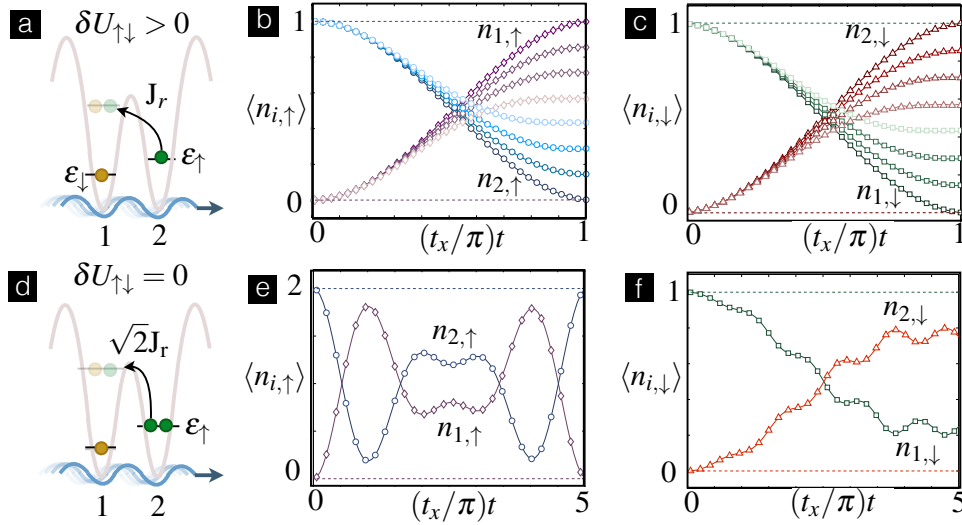 a
δU↑↓ > 0
J_r
ε↓
ε↑
1 2
b
1
⟨n_{i,↑}⟩
0
n_{1,↑}
n_{2,↑}
0 (t_x/π)t 1
c
1
⟨n_{i,↓}⟩
0
n_{2,↓}
n_{1,↓}
0 (t_x/π)t 1
d
δU↑↓ = 0
√2J_r
ε↑
1 2
e
2
⟨n_{i,↑}⟩
0
n_{2,↑}
n_{1,↑}
0 (t_x/π)t 5
f
1
⟨n_{i,↓}⟩
0
n_{2,↓}
n_{1,↓}
0 (t_x/π)t 5